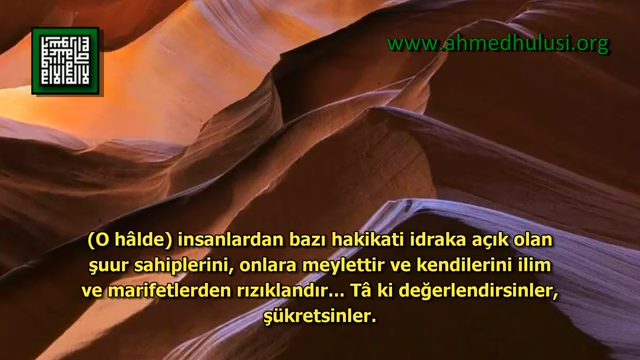 www.ahmedhulusi.org
(O hâlde) insanlardan bazı hakikati idraka açık olan
şuur sahiplerini, onlara meylettir ve kendilerini ilim
ve marifetlerden rızıklandır... Tâ ki değerlendirsinler,
şükretsinler.